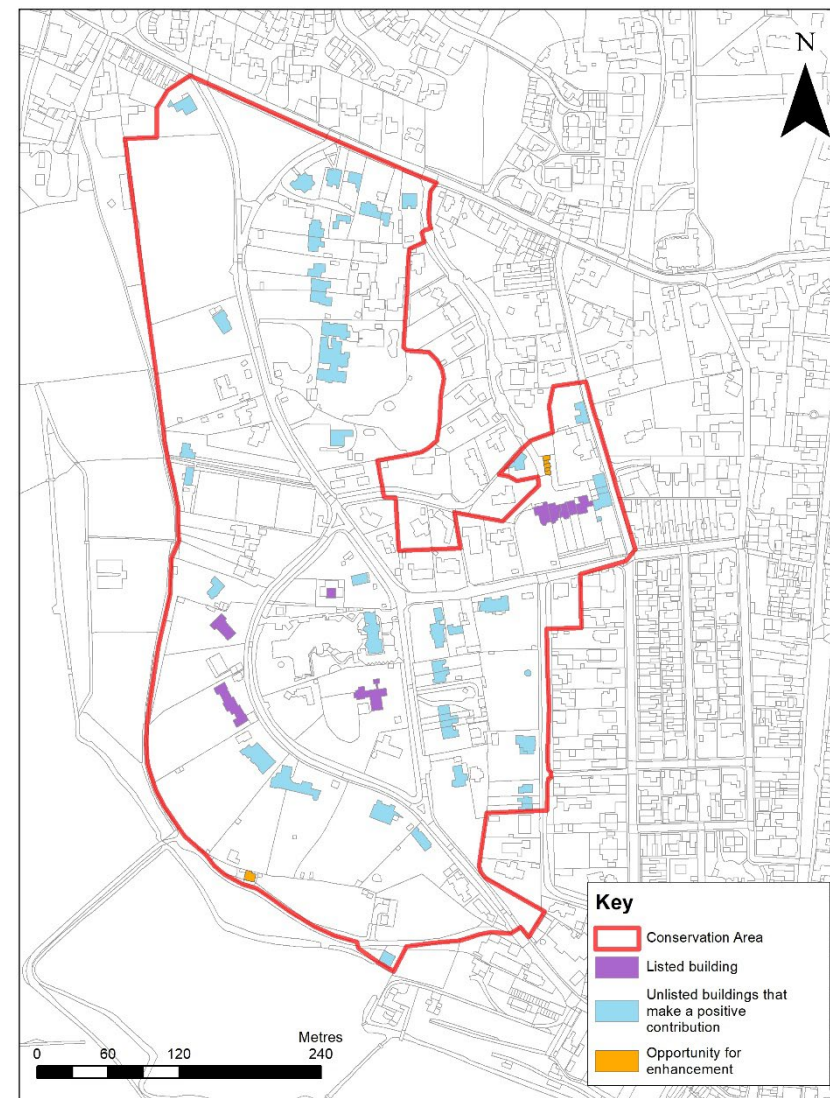 N
Key
Conservation Area
Listed building
Unlisted buildings that
make a positive
contribution
Opportunity for
enhancement
Metres
0 60 120 240